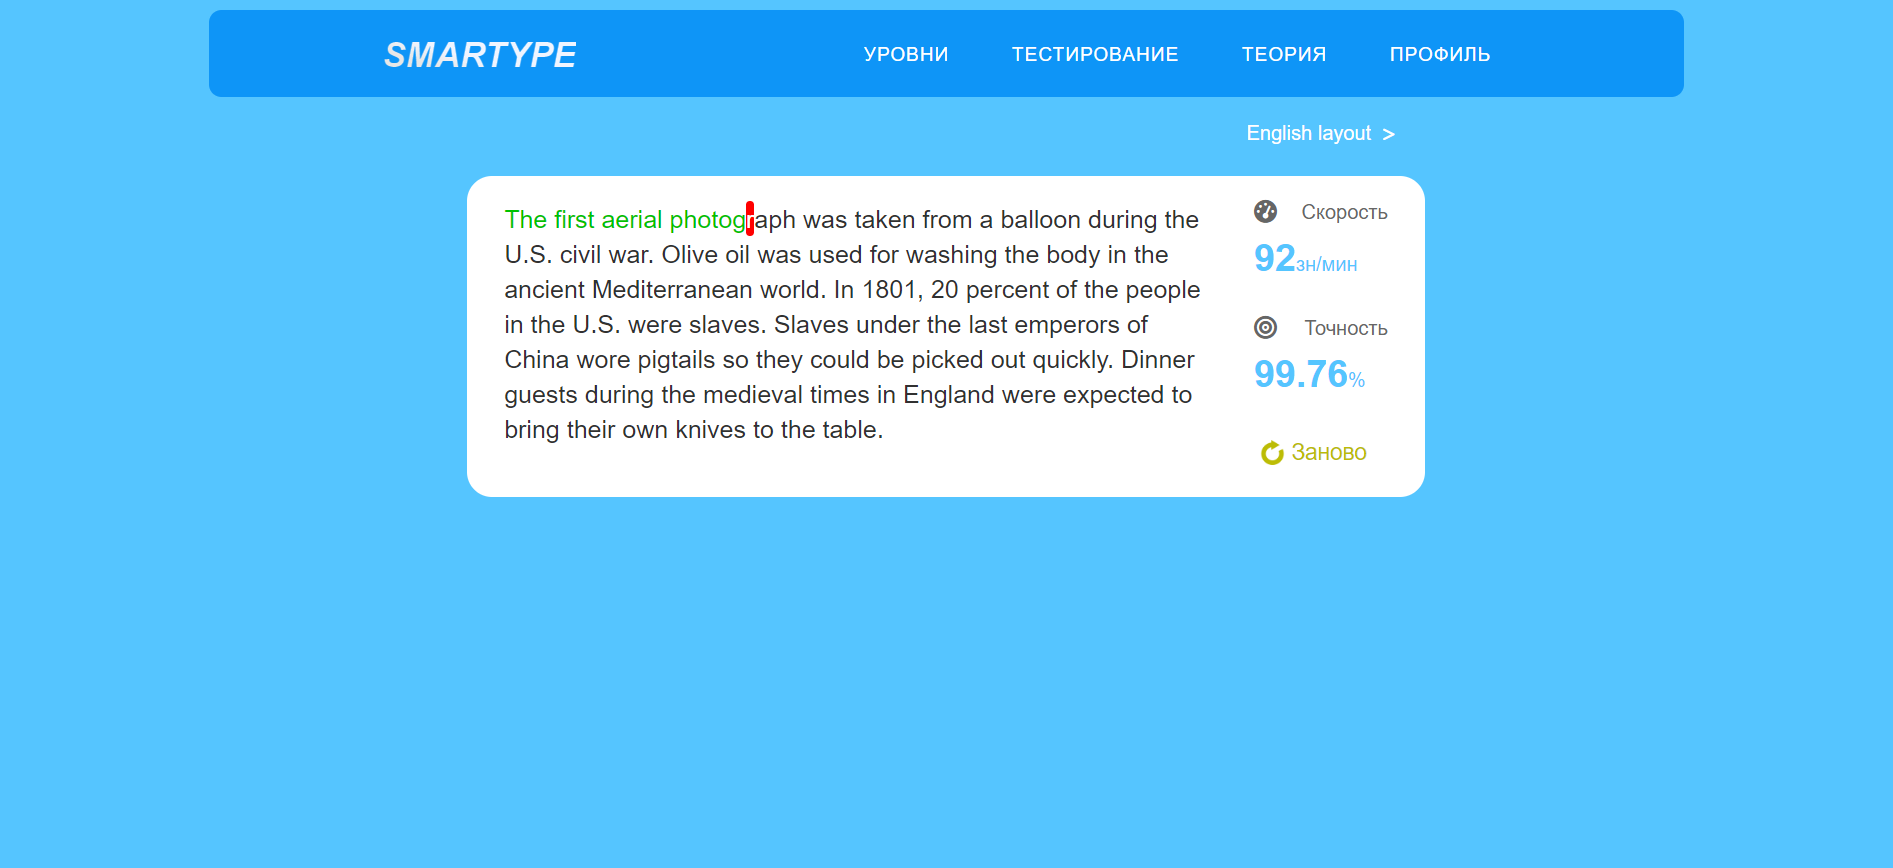 SMARTYPE
УРОВНИ ТЕСТИРОВАНИЕ ТЕОРИЯ ПРОФИЛЬ
English layout >
The first aerial photograph was taken from a balloon during the
U.S. civil war. Olive oil was used for washing the body in the
ancient Mediterranean world. In 1801, 20 percent of the people
in the U.S. were slaves. Slaves under the last emperors of
China wore pigtails so they could be picked out quickly. Dinner
guests during the medieval times in England were expected to
bring their own knives to the table.
Скорость
92зн/мин
Точность
99.76%
Заново